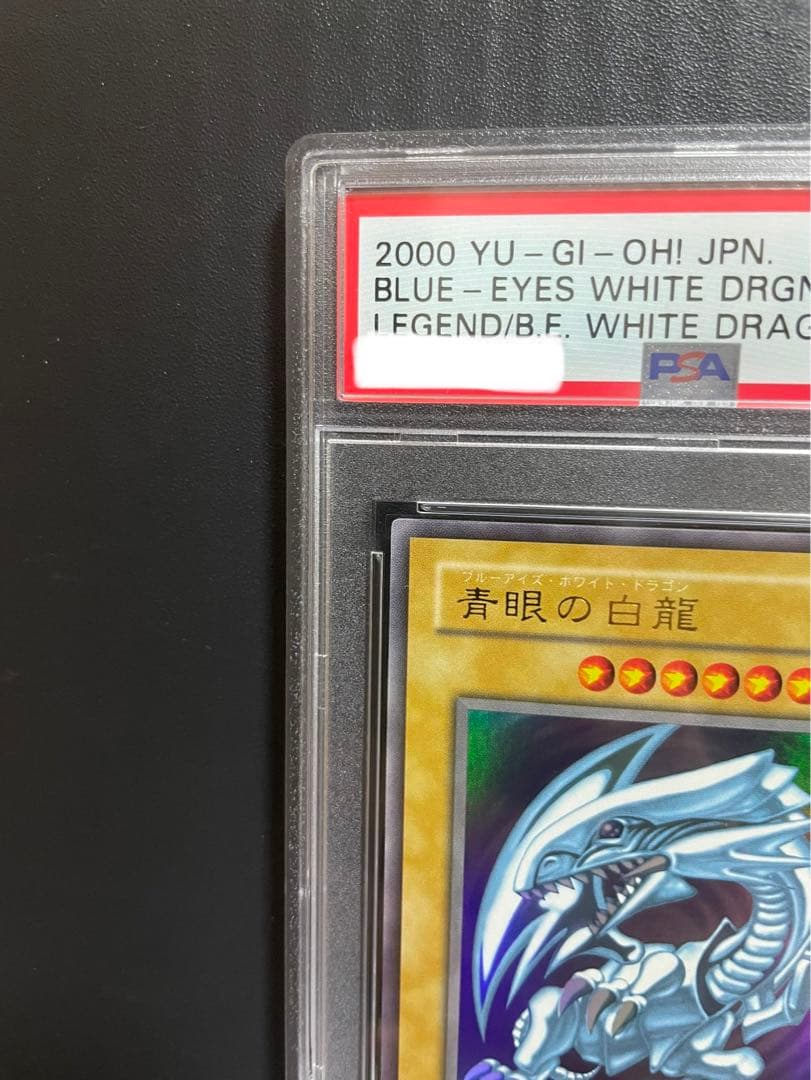 2000 YU-GI-OH! JPN.
BLUE-EYES WHITE DRGN
LEGEND/B.E. WHITE DRAG
PSA
ブルーアイズ・ホワイト・ドラゴン
青眼の白龍